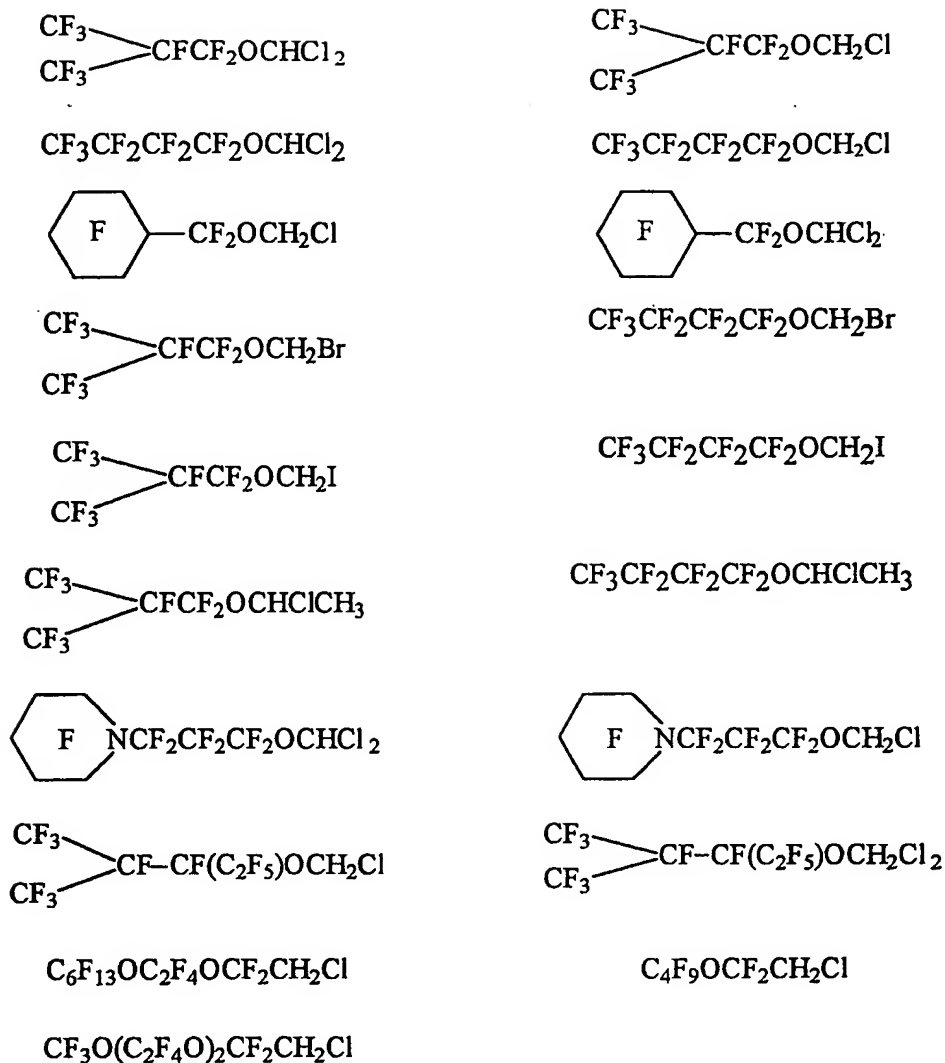 CF₃
CF₃ CFCF₂OCHCl₂
CF₃
CF₃ CFCF₂OCH₂Cl
CF₃CF₂CF₂CF₂OCHCl₂
CF₃CF₂CF₂CF₂OCH₂Cl
F CF₂OCH₂Cl
F CF₂OCHCl₂
CF₃
CF₃ CFCF₂OCH₂Br
CF₃CF₂CF₂CF₂OCH₂Br
CF₃
CF₃ CFCF₂OCH₂I
CF₃CF₂CF₂CF₂OCH₂I
CF₃
CF₃ CFCF₂OCHClCH₃
CF₃CF₂CF₂CF₂OCHClCH₃
F NCF₂CF₂CF₂OCHCl₂
F NCF₂CF₂CF₂OCH₂Cl
CF₃
CF₃ CF–CF(C₂F₅)OCH₂Cl
CF₃
CF₃ CF–CF(C₂F₅)OCH₂Cl₂
C₆F₁₃OC₂F₄OCF₂CH₂Cl
C₄F₉OCF₂CH₂Cl
CF₃O(C₂F₄O)₂CF₂CH₂Cl